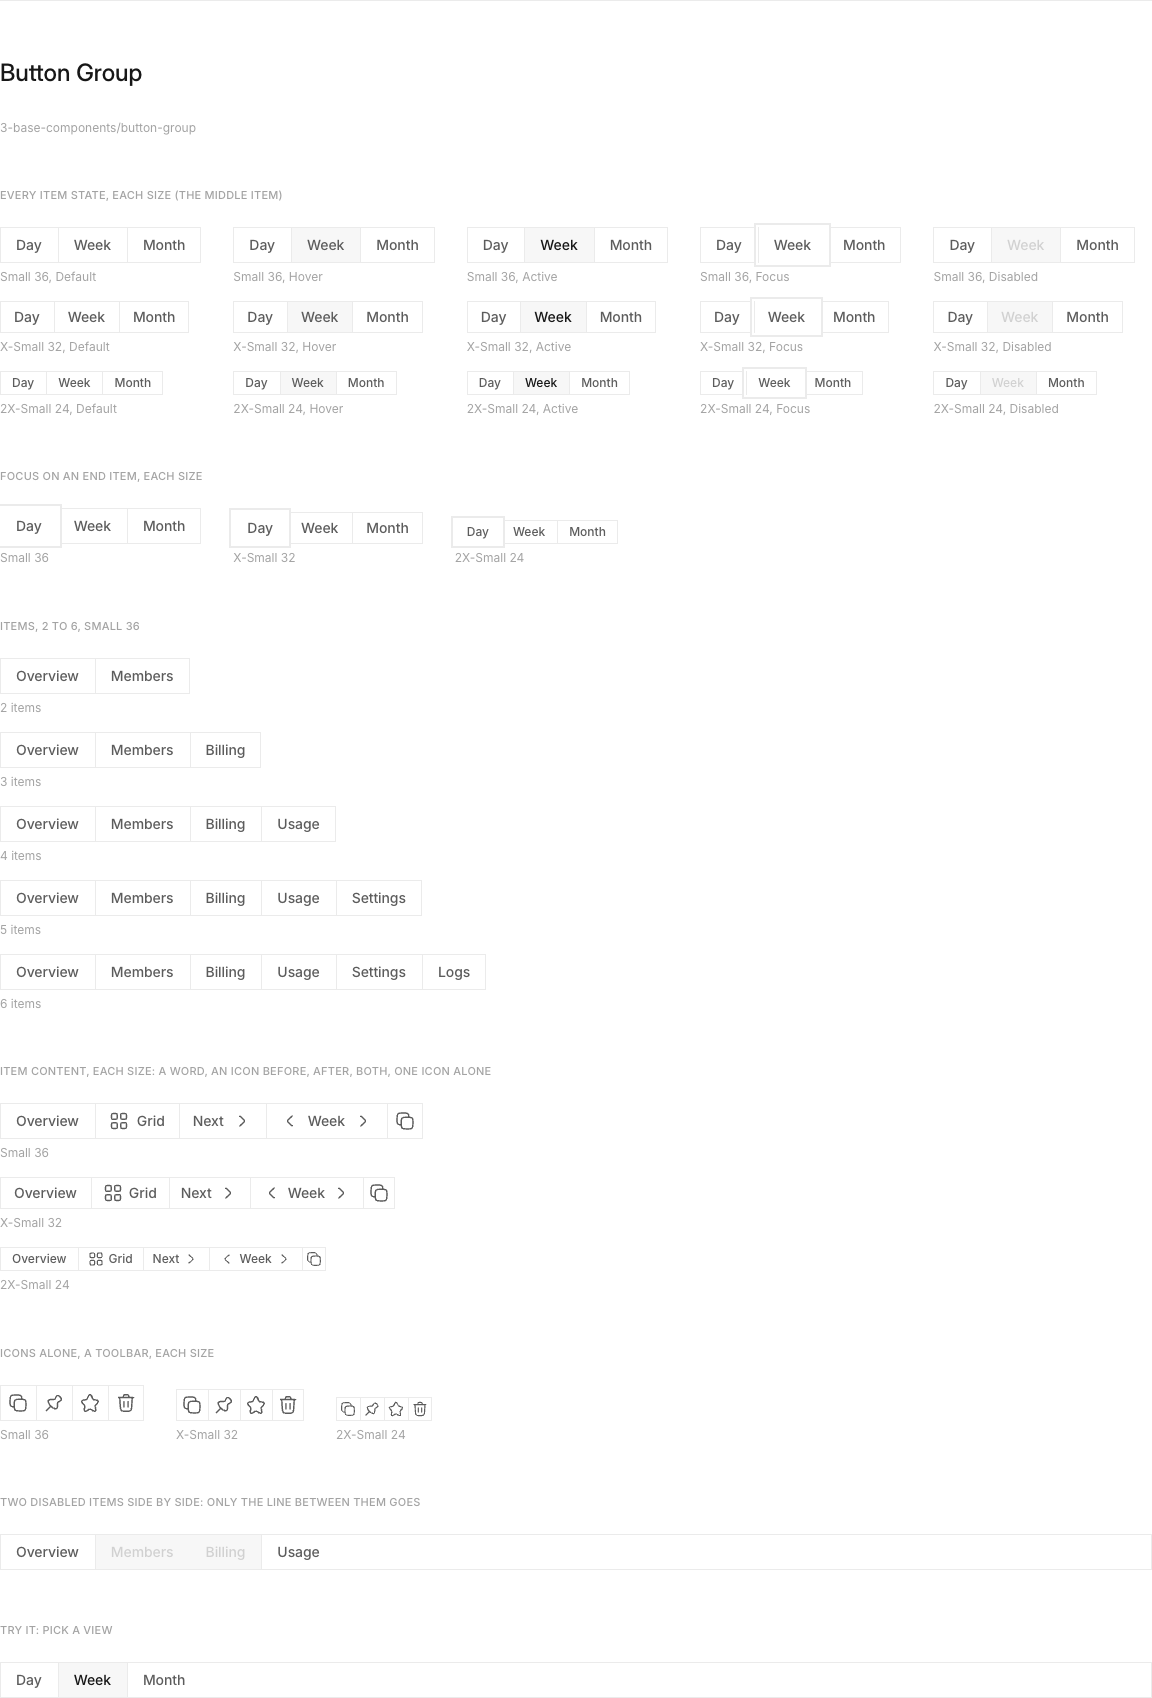 Button Group
3-base-components/button-group
EVERY ITEM STATE, EACH SIZE (THE MIDDLE ITEM)
Day Week Month Day Week Month Day Week Month Day Week Month Day Week Month
Small 36, Default Small 36, Hover Small 36, Active Small 36, Focus Small 36, Disabled
Day Week Month Day Week Month Day Week Month Day Week Month Day Week Month
X-Small 32, Default X-Small 32, Hover X-Small 32, Active X-Small 32, Focus X-Small 32, Disabled
Day Week Month Day Week Month Day Week Month Day Week Month Day Week Month
2X-Small 24, Default 2X-Small 24, Hover 2X-Small 24, Active 2X-Small 24, Focus 2X-Small 24, Disabled
FOCUS ON AN END ITEM, EACH SIZE
Day Week Month Day Week Month Day Week Month
Small 36 X-Small 32 2X-Small 24
ITEMS, 2 TO 6, SMALL 36
Overview Members
2 items
Overview Members Billing
3 items
Overview Members Billing Usage
4 items
Overview Members Billing Usage Settings
5 items
Overview Members Billing Usage Settings Logs
6 items
ITEM CONTENT, EACH SIZE: A WORD, AN ICON BEFORE, AFTER, BOTH, ONE ICON ALONE
Overview Grid Next Week
Small 36
Overview Grid Next Week
X-Small 32
Overview Grid Next Week
2X-Small 24
ICONS ALONE, A TOOLBAR, EACH SIZE
Small 36 X-Small 32 2X-Small 24
TWO DISABLED ITEMS SIDE BY SIDE: ONLY THE LINE BETWEEN THEM GOES
Overview Members Billing Usage
TRY IT: PICK A VIEW
Day Week Month